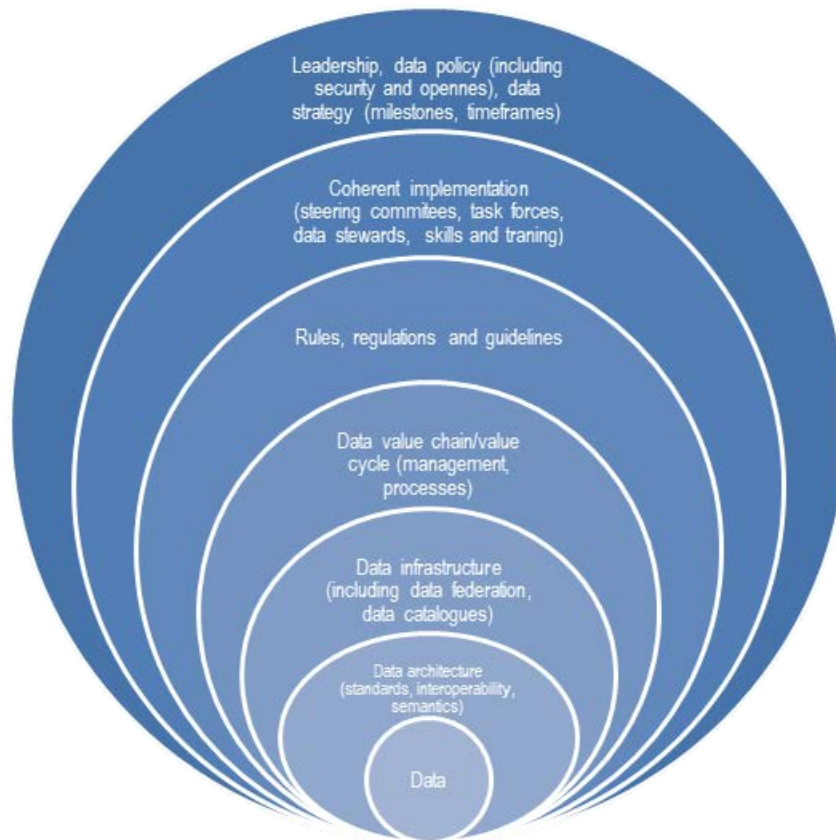 Leadership, data policy (including
security and opennes), data
strategy (milestones, timeframes)
Coherent implementation
(steering commitees, task forces,
data stewards, skills and traning)
Rules, regulations and guidelines
Data value chain/value
cycle (management,
processes)
Data infrastructure
(including data federation,
data catalogues)
Data architecture
(standards, interoperability,
semantics)
Data